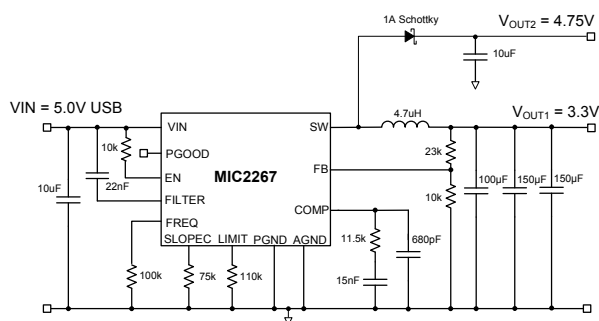 1A Schottky
VOUT2 = 4.75V
10uF
VIN = 5.0V USB
4.7uH
VOUT1 = 3.3V
VIN
SW
10k
PGOOD
23k
MIC2267
FB
EN
10uF
22nF
10k
100µF
150µF
150µF
FILTER
COMP
FREQ
SLOPEC
LIMIT
PGND
AGND
11.5k
680pF
100k
75k
110k
15nF